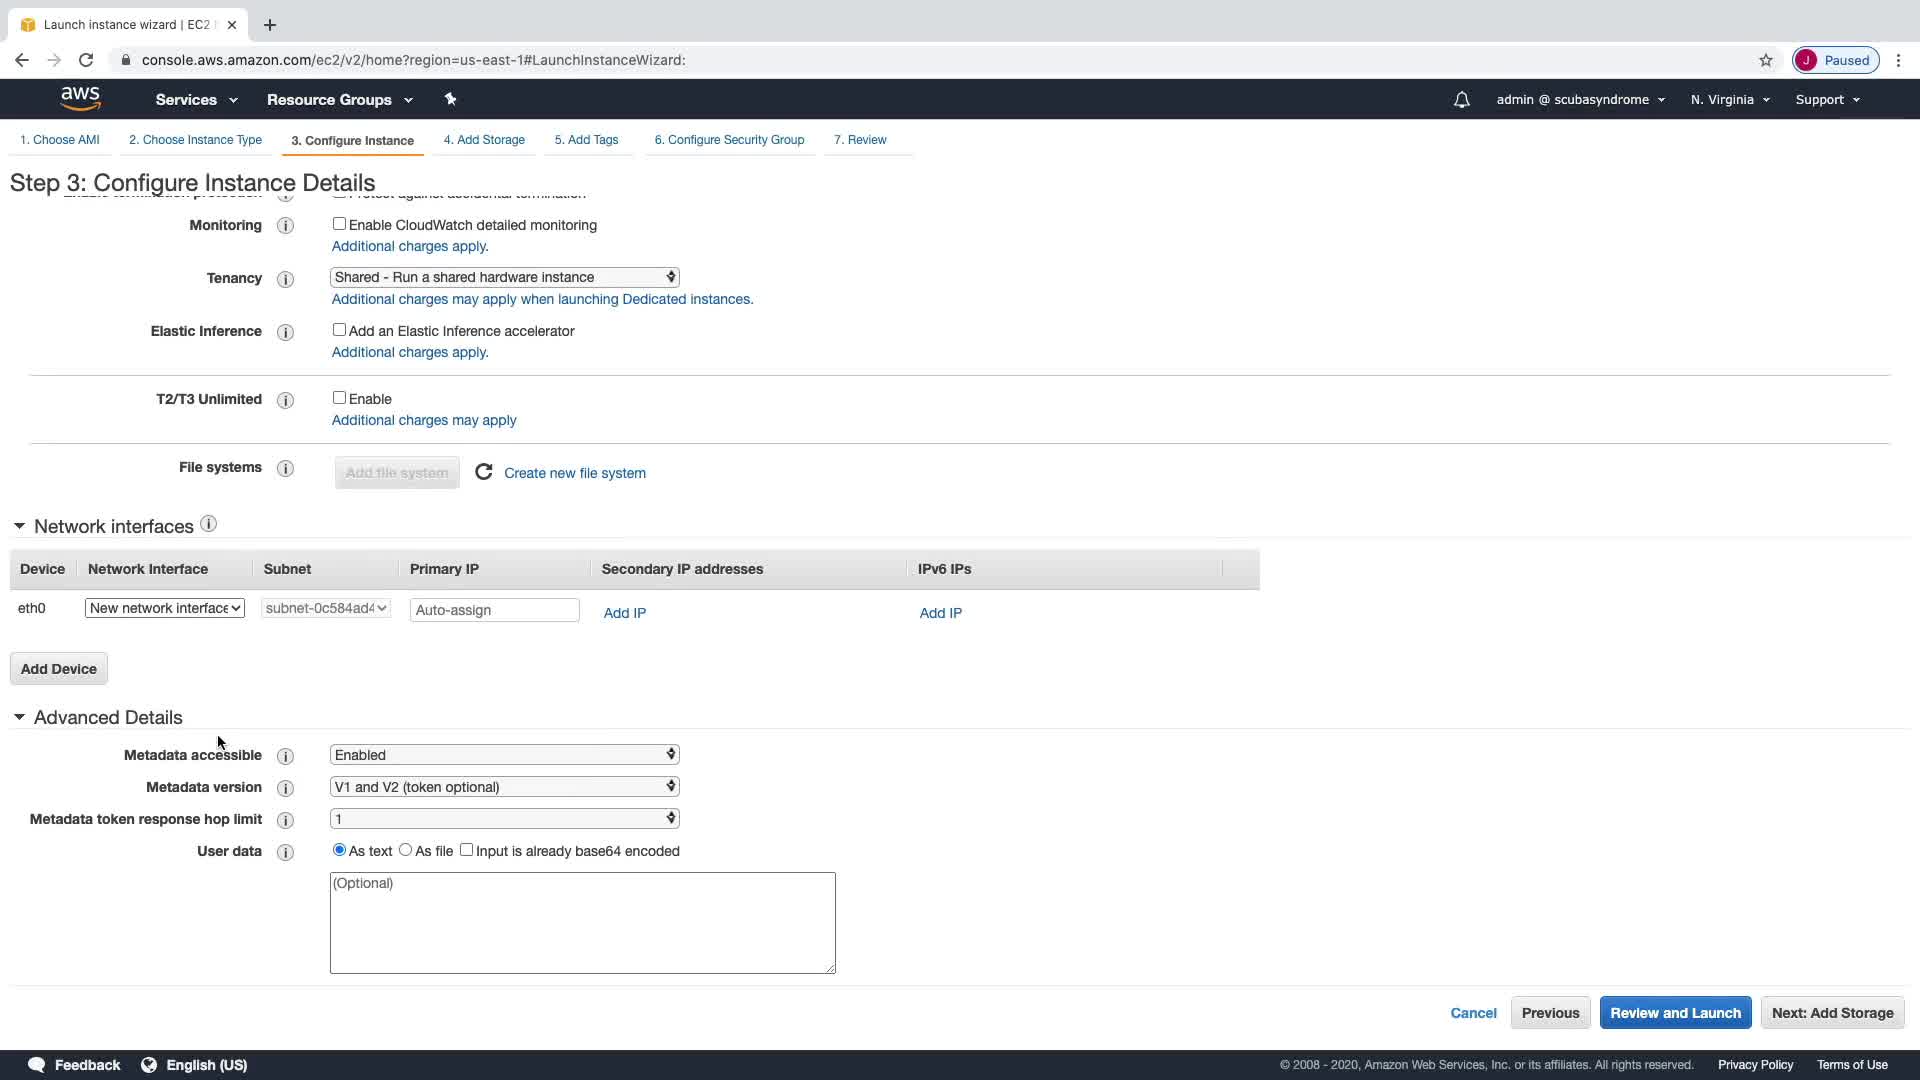 Launch instance wizard | EC2
console.aws.amazon.com/ec2/v2/home?region=us-east-1#LaunchInstanceWizard:
J Paused
aws Services Resource Groups admin @ scubasyndrome N. Virginia Support
1. Choose AMI 2. Choose Instance Type 3. Configure Instance 4. Add Storage 5. Add Tags 6. Configure Security Group 7. Review
Step 3: Configure Instance Details
Enable termination protection i Protect against accidental termination
Monitoring i Enable CloudWatch detailed monitoring
Additional charges apply.
Tenancy i Shared - Run a shared hardware instance
Additional charges may apply when launching Dedicated instances.
Elastic Inference i Add an Elastic Inference accelerator
Additional charges apply.
T2/T3 Unlimited i Enable
Additional charges may apply
File systems i Add file system Create new file system
Network interfaces i
Device Network Interface Subnet Primary IP Secondary IP addresses IPv6 IPs
eth0 New network interface subnet-0c584ad4 Auto-assign Add IP Add IP
Add Device
Advanced Details
Metadata accessible i Enabled
Metadata version i V1 and V2 (token optional)
Metadata token response hop limit i 1
User data i As text As file Input is already base64 encoded
(Optional)
Cancel Previous Review and Launch Next: Add Storage
Feedback English (US) © 2008 - 2020, Amazon Web Services, Inc. or its affiliates. All rights reserved. Privacy Policy Terms of Use